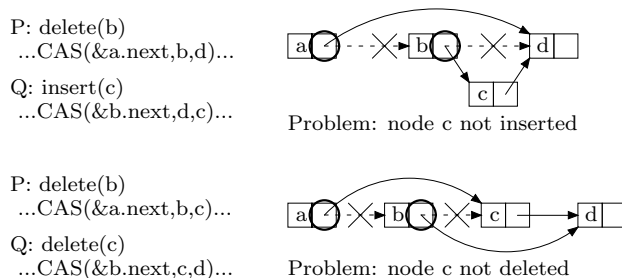 P: delete(b)
...CAS(&a.next,b,d)...
Q: insert(c)
...CAS(&b.next,d,c)...
a b d
c
Problem: node c not inserted
P: delete(b)
...CAS(&a.next,b,c)...
Q: delete(c)
...CAS(&b.next,c,d)...
a b c d
Problem: node c not deleted